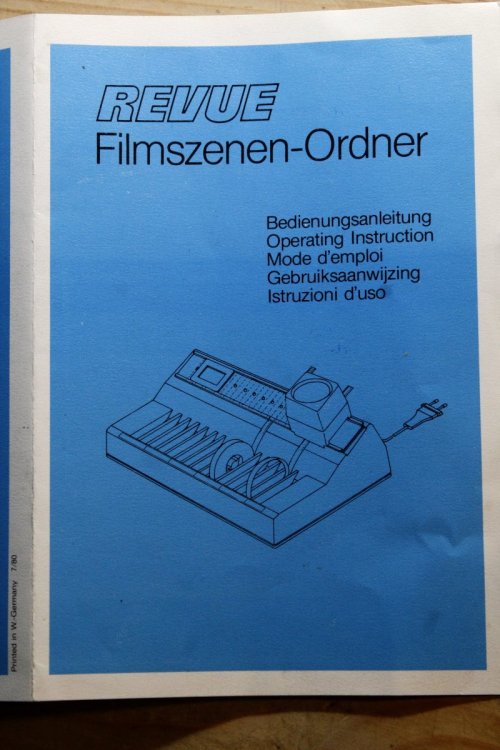 REVUE
Filmszenen-Ordner
Bedienungsanleitung
Operating Instruction
Mode d'emploi
Gebruiksaanwijzing
Istruzioni d'uso
Printed in W.-Germany 7/80